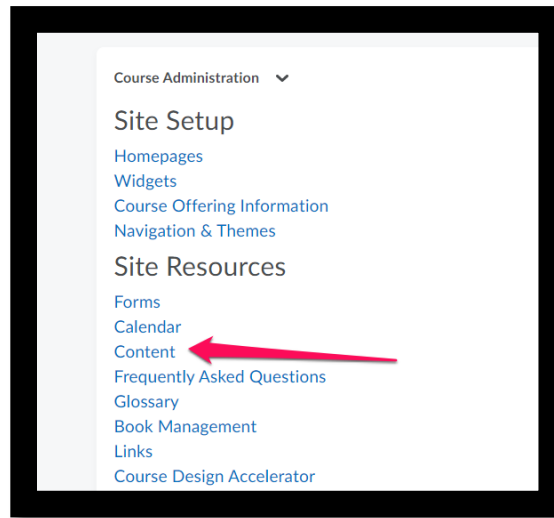 Course Administration
Site Setup
Homepages
Widgets
Course Offering Information
Navigation & Themes
Site Resources
Forms
Calendar
Content
Frequently Asked Questions
Glossary
Book Management
Links
Course Design Accelerator